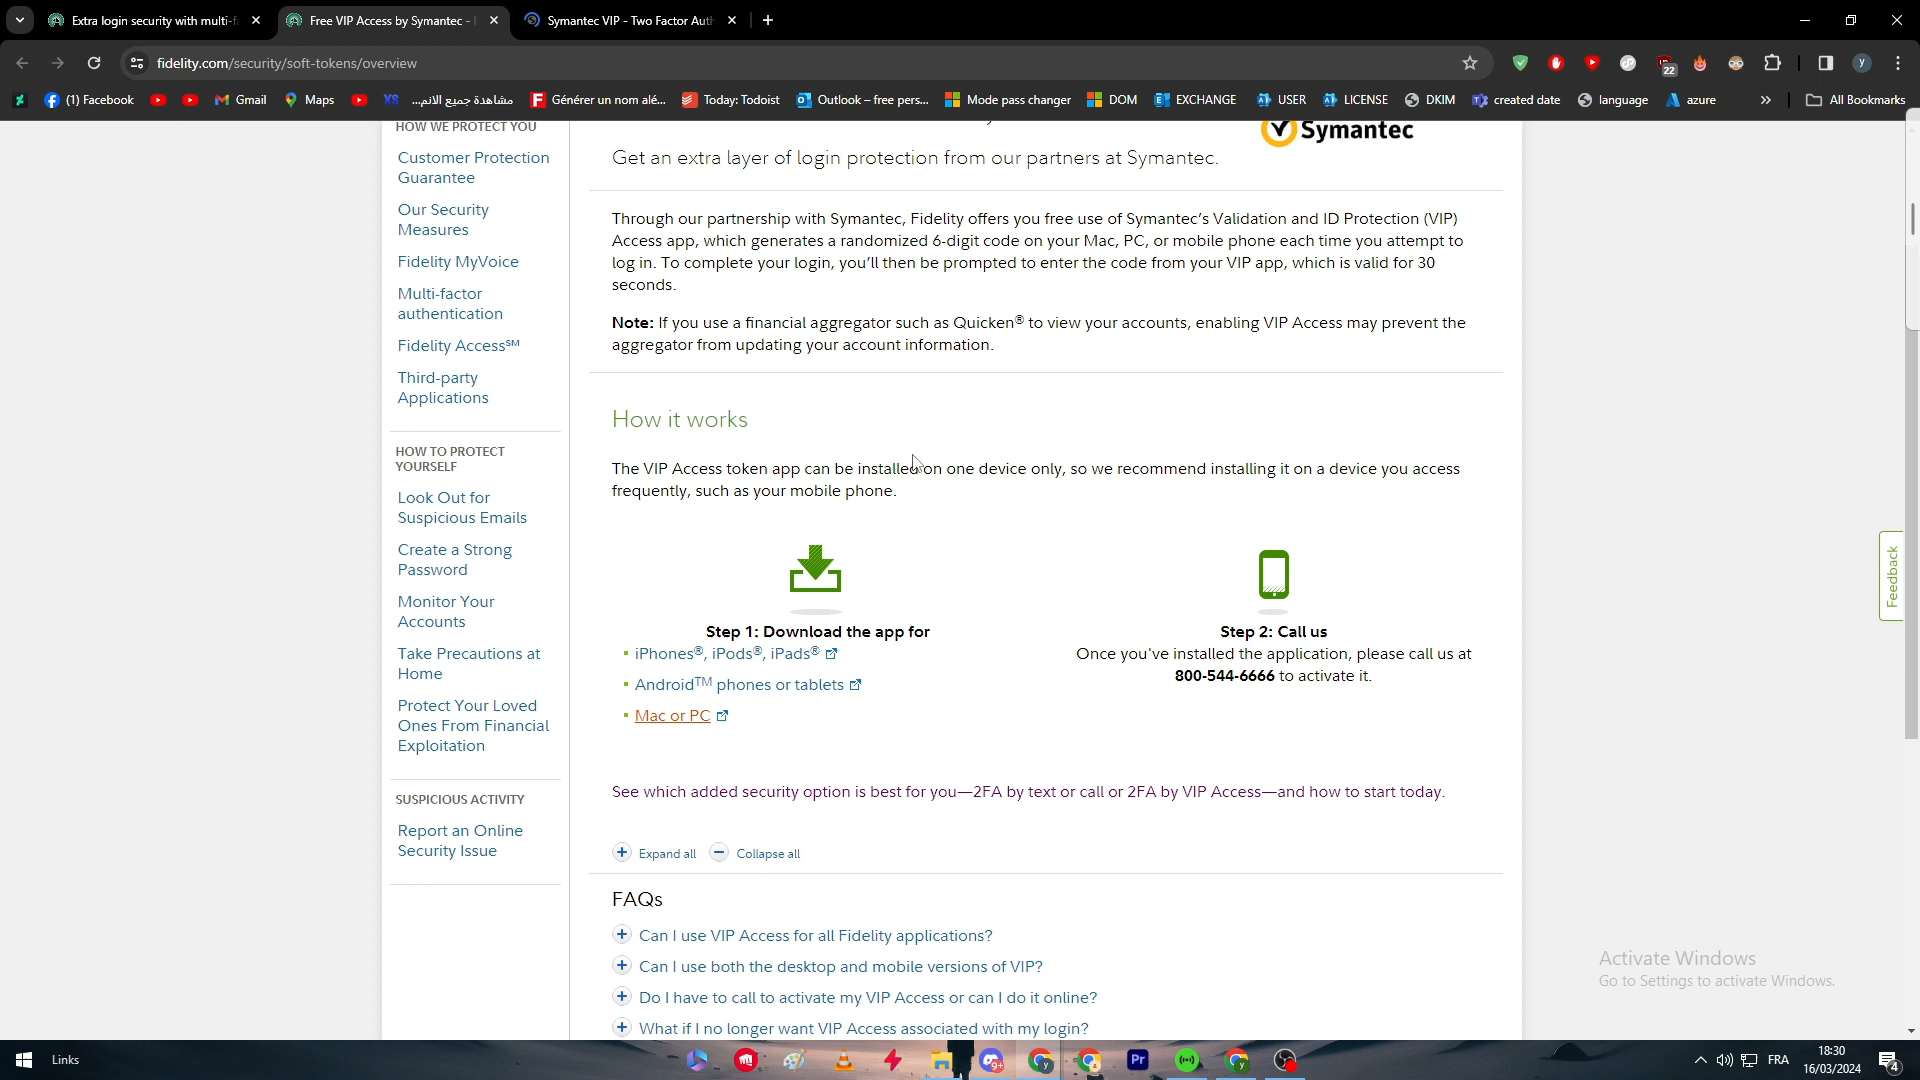 Extra login security with multi-f
Free VIP Access by Symantec -
Symantec VIP - Two Factor Auth
fidelity.com/security/soft-tokens/overview
22
y
(1) Facebook
Gmail
Maps
XS
مشاهدة جميع الانم...
Générer un nom alé...
Today: Todoist
Outlook – free pers...
Mode pass changer
DOM
EXCHANGE
USER
LICENSE
DKIM
created date
language
azure
»
All Bookmarks
HOW WE PROTECT YOU
Customer Protection
Guarantee
Our Security
Measures
Fidelity MyVoice
Multi-factor
authentication
Fidelity Access℠
Third-party
Applications
HOW TO PROTECT
YOURSELF
Look Out for
Suspicious Emails
Create a Strong
Password
Monitor Your
Accounts
Take Precautions at
Home
Protect Your Loved
Ones From Financial
Exploitation
SUSPICIOUS ACTIVITY
Report an Online
Security Issue
Symantec
Get an extra layer of login protection from our partners at Symantec.
Through our partnership with Symantec, Fidelity offers you free use of Symantec's Validation and ID Protection (VIP)
Access app, which generates a randomized 6-digit code on your Mac, PC, or mobile phone each time you attempt to
log in. To complete your login, you'll then be prompted to enter the code from your VIP app, which is valid for 30
seconds.
Note: If you use a financial aggregator such as Quicken® to view your accounts, enabling VIP Access may prevent the
aggregator from updating your account information.
How it works
The VIP Access token app can be installed on one device only, so we recommend installing it on a device you access
frequently, such as your mobile phone.
Step 1: Download the app for
iPhones®, iPods®, iPads®
Android™ phones or tablets
Mac or PC
Step 2: Call us
Once you've installed the application, please call us at
800-544-6666 to activate it.
See which added security option is best for you—2FA by text or call or 2FA by VIP Access—and how to start today.
Expand all
Collapse all
FAQs
Can I use VIP Access for all Fidelity applications?
Can I use both the desktop and mobile versions of VIP?
Do I have to call to activate my VIP Access or can I do it online?
What if I no longer want VIP Access associated with my login?
Feedback
Activate Windows
Go to Settings to activate Windows.
Links
9+
Pr
FRA
18:30
16/03/2024
4